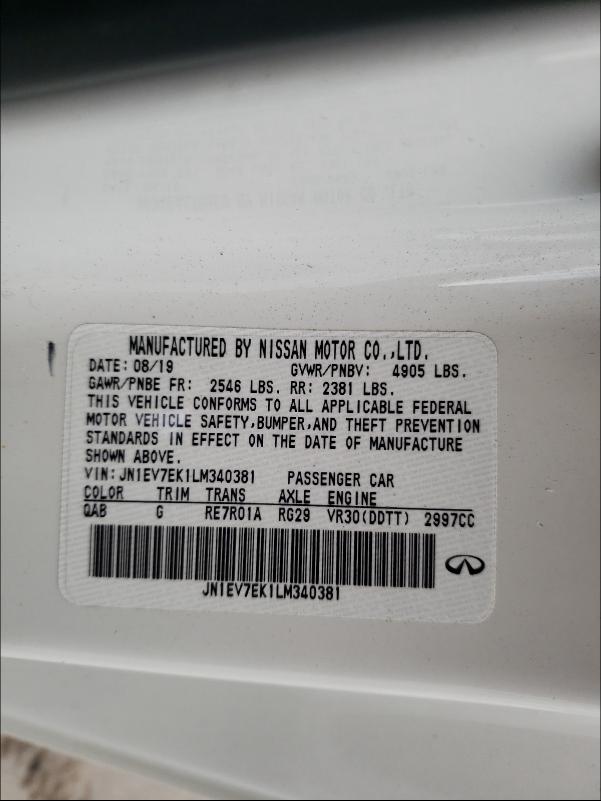 MANUFACTURED BY NISSAN MOTOR CO.,LTD.
DATE: 08/19 GVWR/PNBV: 4905 LBS.
GAWR/PNBE FR: 2546 LBS. RR: 2381 LBS.
THIS VEHICLE CONFORMS TO ALL APPLICABLE FEDERAL
MOTOR VEHICLE SAFETY,BUMPER,AND THEFT PREVENTION
STANDARDS IN EFFECT ON THE DATE OF MANUFACTURE
SHOWN ABOVE.
VIN: JN1EV7EK1LM340381 PASSENGER CAR
COLOR TRIM TRANS AXLE ENGINE
QAB G RE7R01A RG29 VR30(DDTT) 2997CC
JN1EV7EK1LM340381